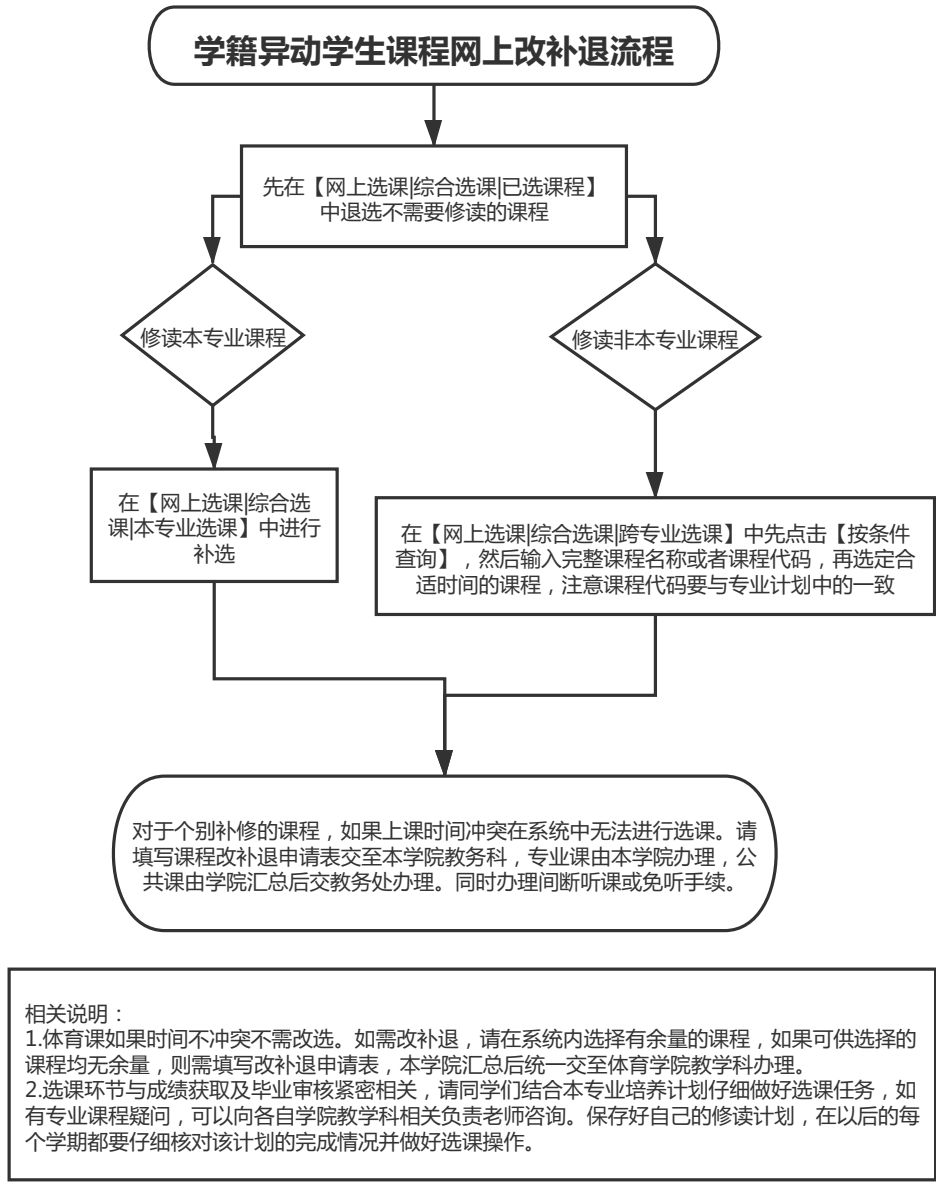 学籍异动学生课程网上改补退流程
先在【网上选课|综合选课|已选课程】
中退选不需要修读的课程
修读本专业课程
修读非本专业课程
在【网上选课|综合选
课|本专业选课】中进行
补选
在【网上选课|综合选课|跨专业选课】中先点击【按条件
查询】，然后输入完整课程名称或者课程代码，再选定合
适时间的课程，注意课程代码要与专业计划中的一致
对于个别补修的课程，如果上课时间冲突在系统中无法进行选课。请
填写课程改补退申请表交至本学院教务科，专业课由本学院办理，公
共课由学院汇总后交教务处办理。同时办理间断听课或免听手续。
相关说明：
1.体育课如果时间不冲突不需改选。如需改补退，请在系统内选择有余量的课程，如果可供选择的
课程均无余量，则需填写改补退申请表，本学院汇总后统一交至体育学院教学科办理。
2.选课环节与成绩获取及毕业审核紧密相关，请同学们结合本专业培养计划仔细做好选课任务，如
有专业课程疑问，可以向各自学院教学科相关负责老师咨询。保存好自己的修读计划，在以后的每
个学期都要仔细核对该计划的完成情况并做好选课操作。